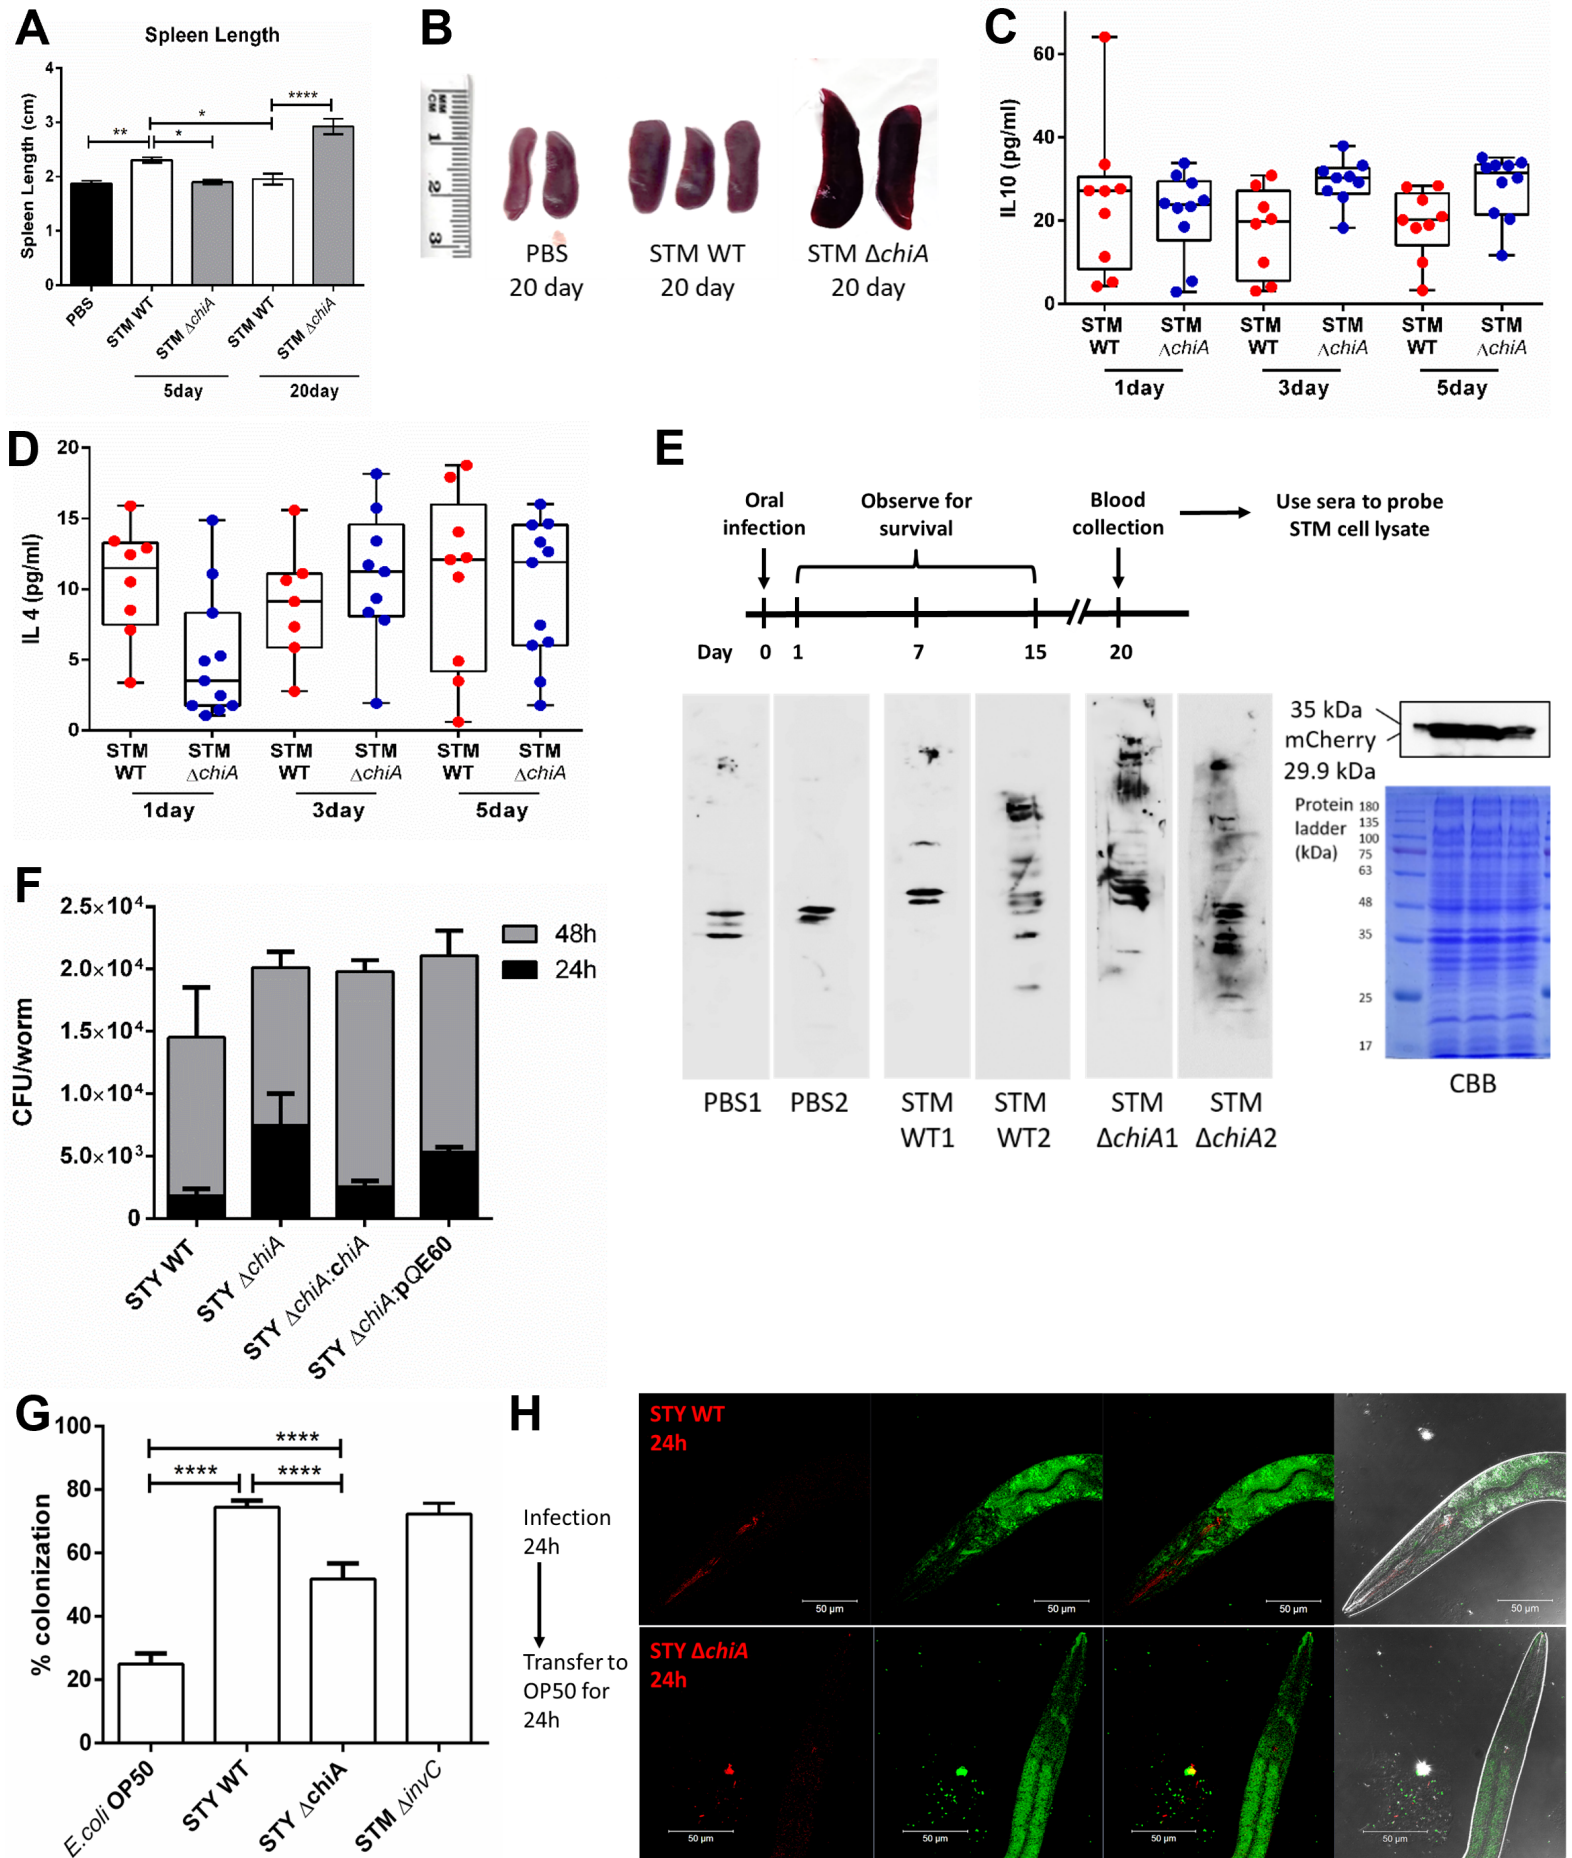 A
Spleen Length
Spleen Length (cm)
4
3
2
1
0
**
*
*
****
PBS
STM WT
STM ΔchiA
STM WT
STM ΔchiA
5day
20day
B
CM
MM
1
2
3
PBS
20 day
STM WT
20 day
STM ΔchiA
20 day
C
IL10 (pg/ml)
60
40
20
0
STM
WT
STM
ΔchiA
STM
WT
STM
ΔchiA
STM
WT
STM
ΔchiA
1day
3day
5day
D
IL 4 (pg/ml)
20
15
10
5
0
STM
WT
STM
ΔchiA
STM
WT
STM
ΔchiA
STM
WT
STM
ΔchiA
1day
3day
5day
E
Oral
infection
Observe for
survival
Blood
collection
Use sera to probe
STM cell lysate
Day 0 1 7 15 20
35 kDa
mCherry
29.9 kDa
Protein
ladder
(kDa)
180
135
100
75
63
48
35
25
17
CBB
PBS1
PBS2
STM
WT1
STM
WT2
STM
ΔchiA1
STM
ΔchiA2
F
CFU/worm
2.5×10⁴
2.0×10⁴
1.5×10⁴
1.0×10⁴
5.0×10³
0
48h
24h
STY WT
STY ΔchiA
STY ΔchiA:chiA
STY ΔchiA:pQE60
G
% colonization
100
80
60
40
20
0
****
****
****
E.coli OP50
STY WT
STY ΔchiA
STM ΔinvC
H
Infection
24h
Transfer to
OP50 for
24h
STY WT
24h
50 µm
50 µm
50 µm
50 µm
STY ΔchiA
24h
50 µm
50 µm
50 µm
50 µm